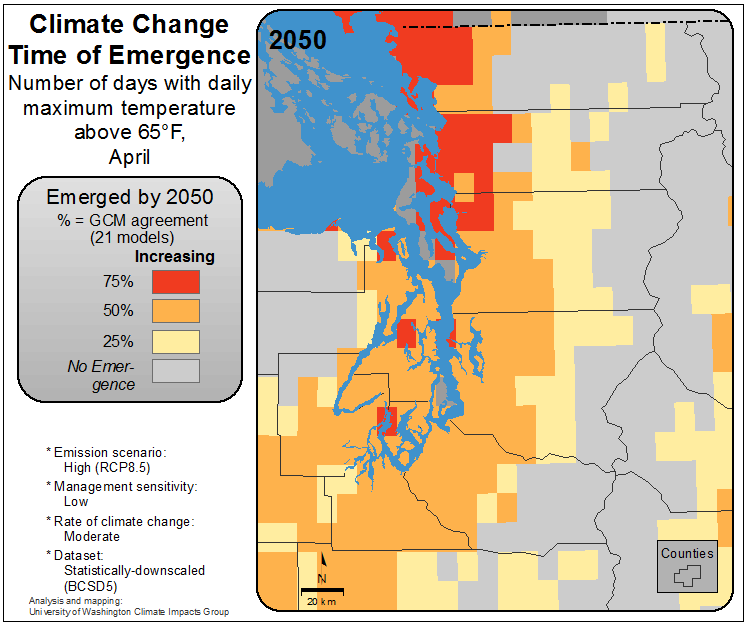 Climate Change
Time of Emergence
Number of days with daily
maximum temperature
above 65°F,
April
Emerged by 2050
% = GCM agreement
(21 models)
Increasing
75%
50%
25%
No Emer-
gence
* Emission scenario:
High (RCP8.5)
* Management sensitivity:
Low
* Rate of climate change:
Moderate
* Dataset:
Statistically-downscaled
(BCSD5)
Analysis and mapping:
University of Washington Climate Impacts Group
2050
N
20 km
Counties